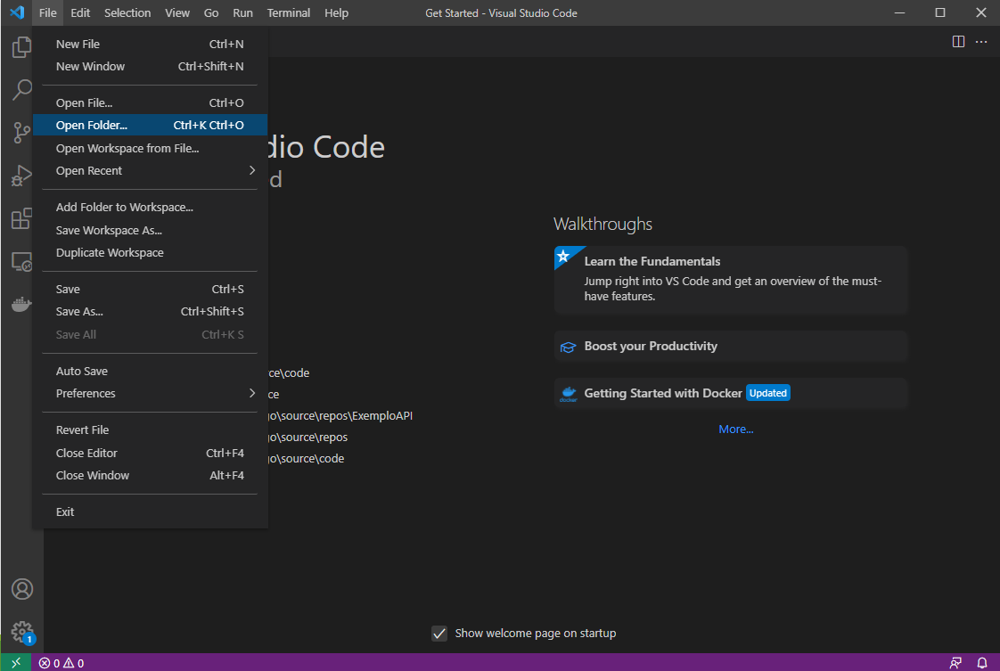 File Edit Selection View Go Run Terminal Help
Get Started - Visual Studio Code
New File Ctrl+N
New Window Ctrl+Shift+N
Open File... Ctrl+O
Open Folder... Ctrl+K Ctrl+O
Open Workspace from File...
Open Recent
Add Folder to Workspace...
Save Workspace As...
Duplicate Workspace
Save Ctrl+S
Save As... Ctrl+Shift+S
Save All Ctrl+K S
Auto Save
Preferences
Revert File
Close Editor Ctrl+F4
Close Window Alt+F4
Exit
dio Code
d
rce\code
ce
go\source\repos\ExemploAPI
go\source\repos
go\source\code
Walkthroughs
Learn the Fundamentals
Jump right into VS Code and get an overview of the must-
have features.
Boost your Productivity
docker
Getting Started with Docker Updated
More...
Show welcome page on startup
1
0 0